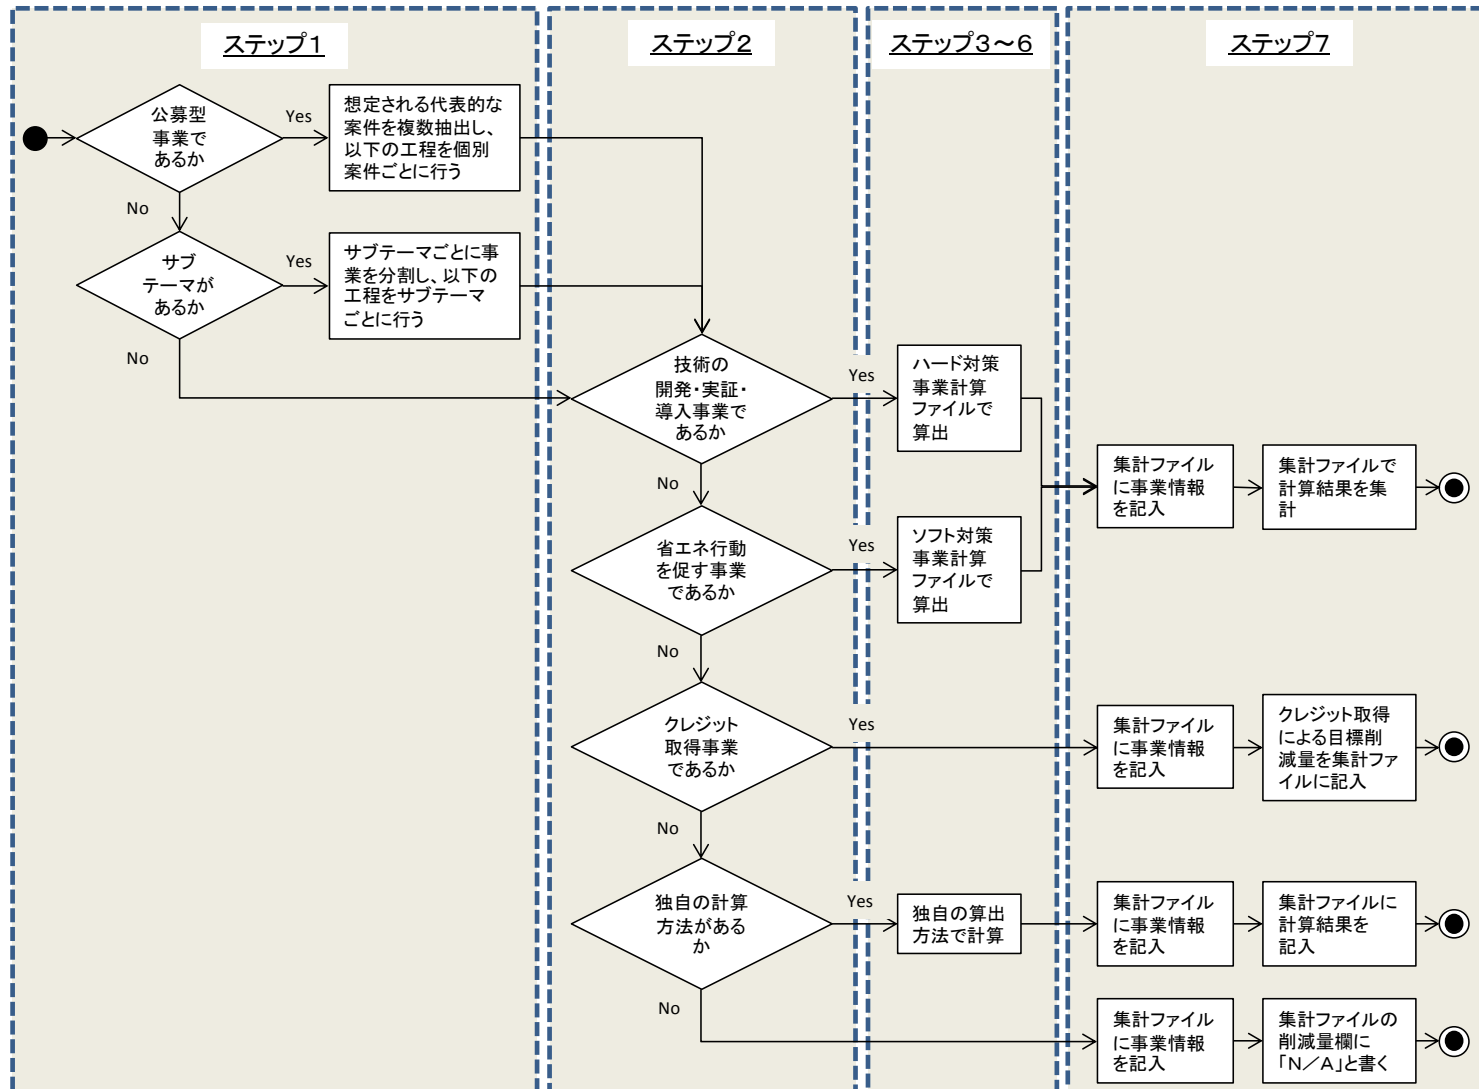 ステップ1
ステップ2
ステップ3～6
ステップ7
公募型
事業で
あるか
Yes
想定される代表的な
案件を複数抽出し、
以下の工程を個別
案件ごとに行う
No
サブ
テーマが
あるか
Yes
サブテーマごとに事
業を分割し、以下の
工程をサブテーマ
ごとに行う
No
技術の
開発・実証・
導入事業で
あるか
Yes
ハード対策
事業計算
ファイルで
算出
No
集計ファイル
に事業情報
を記入
集計ファイルで
計算結果を集
計
省エネ行動
を促す事業
であるか
Yes
ソフト対策
事業計算
ファイルで
算出
No
クレジット
取得事業
であるか
Yes
集計ファイル
に事業情報
を記入
クレジット取得
による目標削
減量を集計ファ
イルに記入
No
独自の計算
方法がある
か
Yes
独自の算出
方法で計算
集計ファイル
に事業情報
を記入
集計ファイルに
計算結果を
記入
No
集計ファイル
に事業情報
を記入
集計ファイルの
削減量欄に
「N／A」と書く